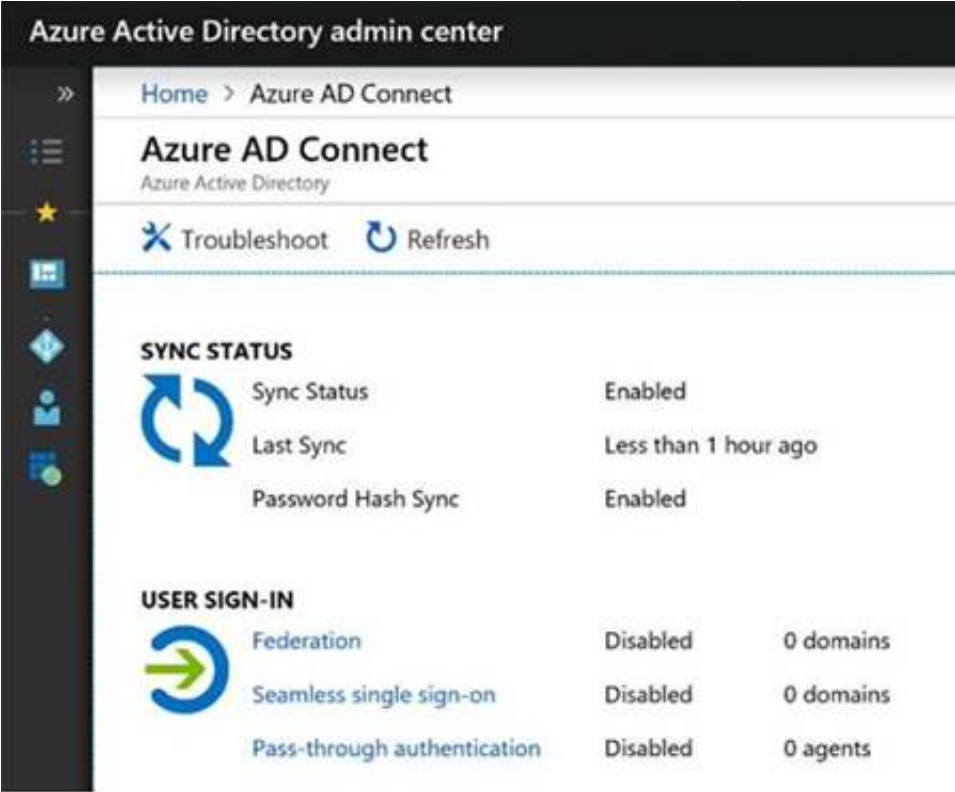 Azure Active Directory admin center
Home > Azure AD Connect
Azure AD Connect
Azure Active Directory
Troubleshoot Refresh
SYNC STATUS
Sync Status Enabled
Last Sync Less than 1 hour ago
Password Hash Sync Enabled
USER SIGN-IN
Federation Disabled 0 domains
Seamless single sign-on Disabled 0 domains
Pass-through authentication Disabled 0 agents